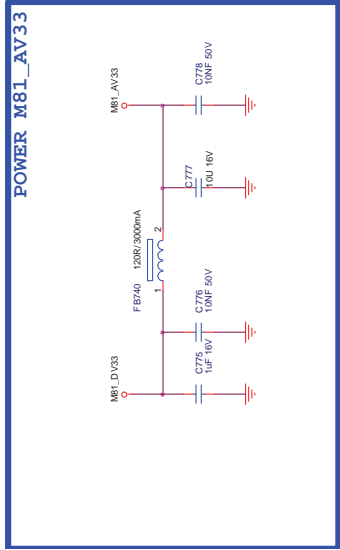 POWER M81_AV33
M81_DV33
C775
1uF 16V
C776
10NF 50V
FB740
120R/3000mA
1
2
C777
10U 16V
M81_AV33
C778
10NF 50V